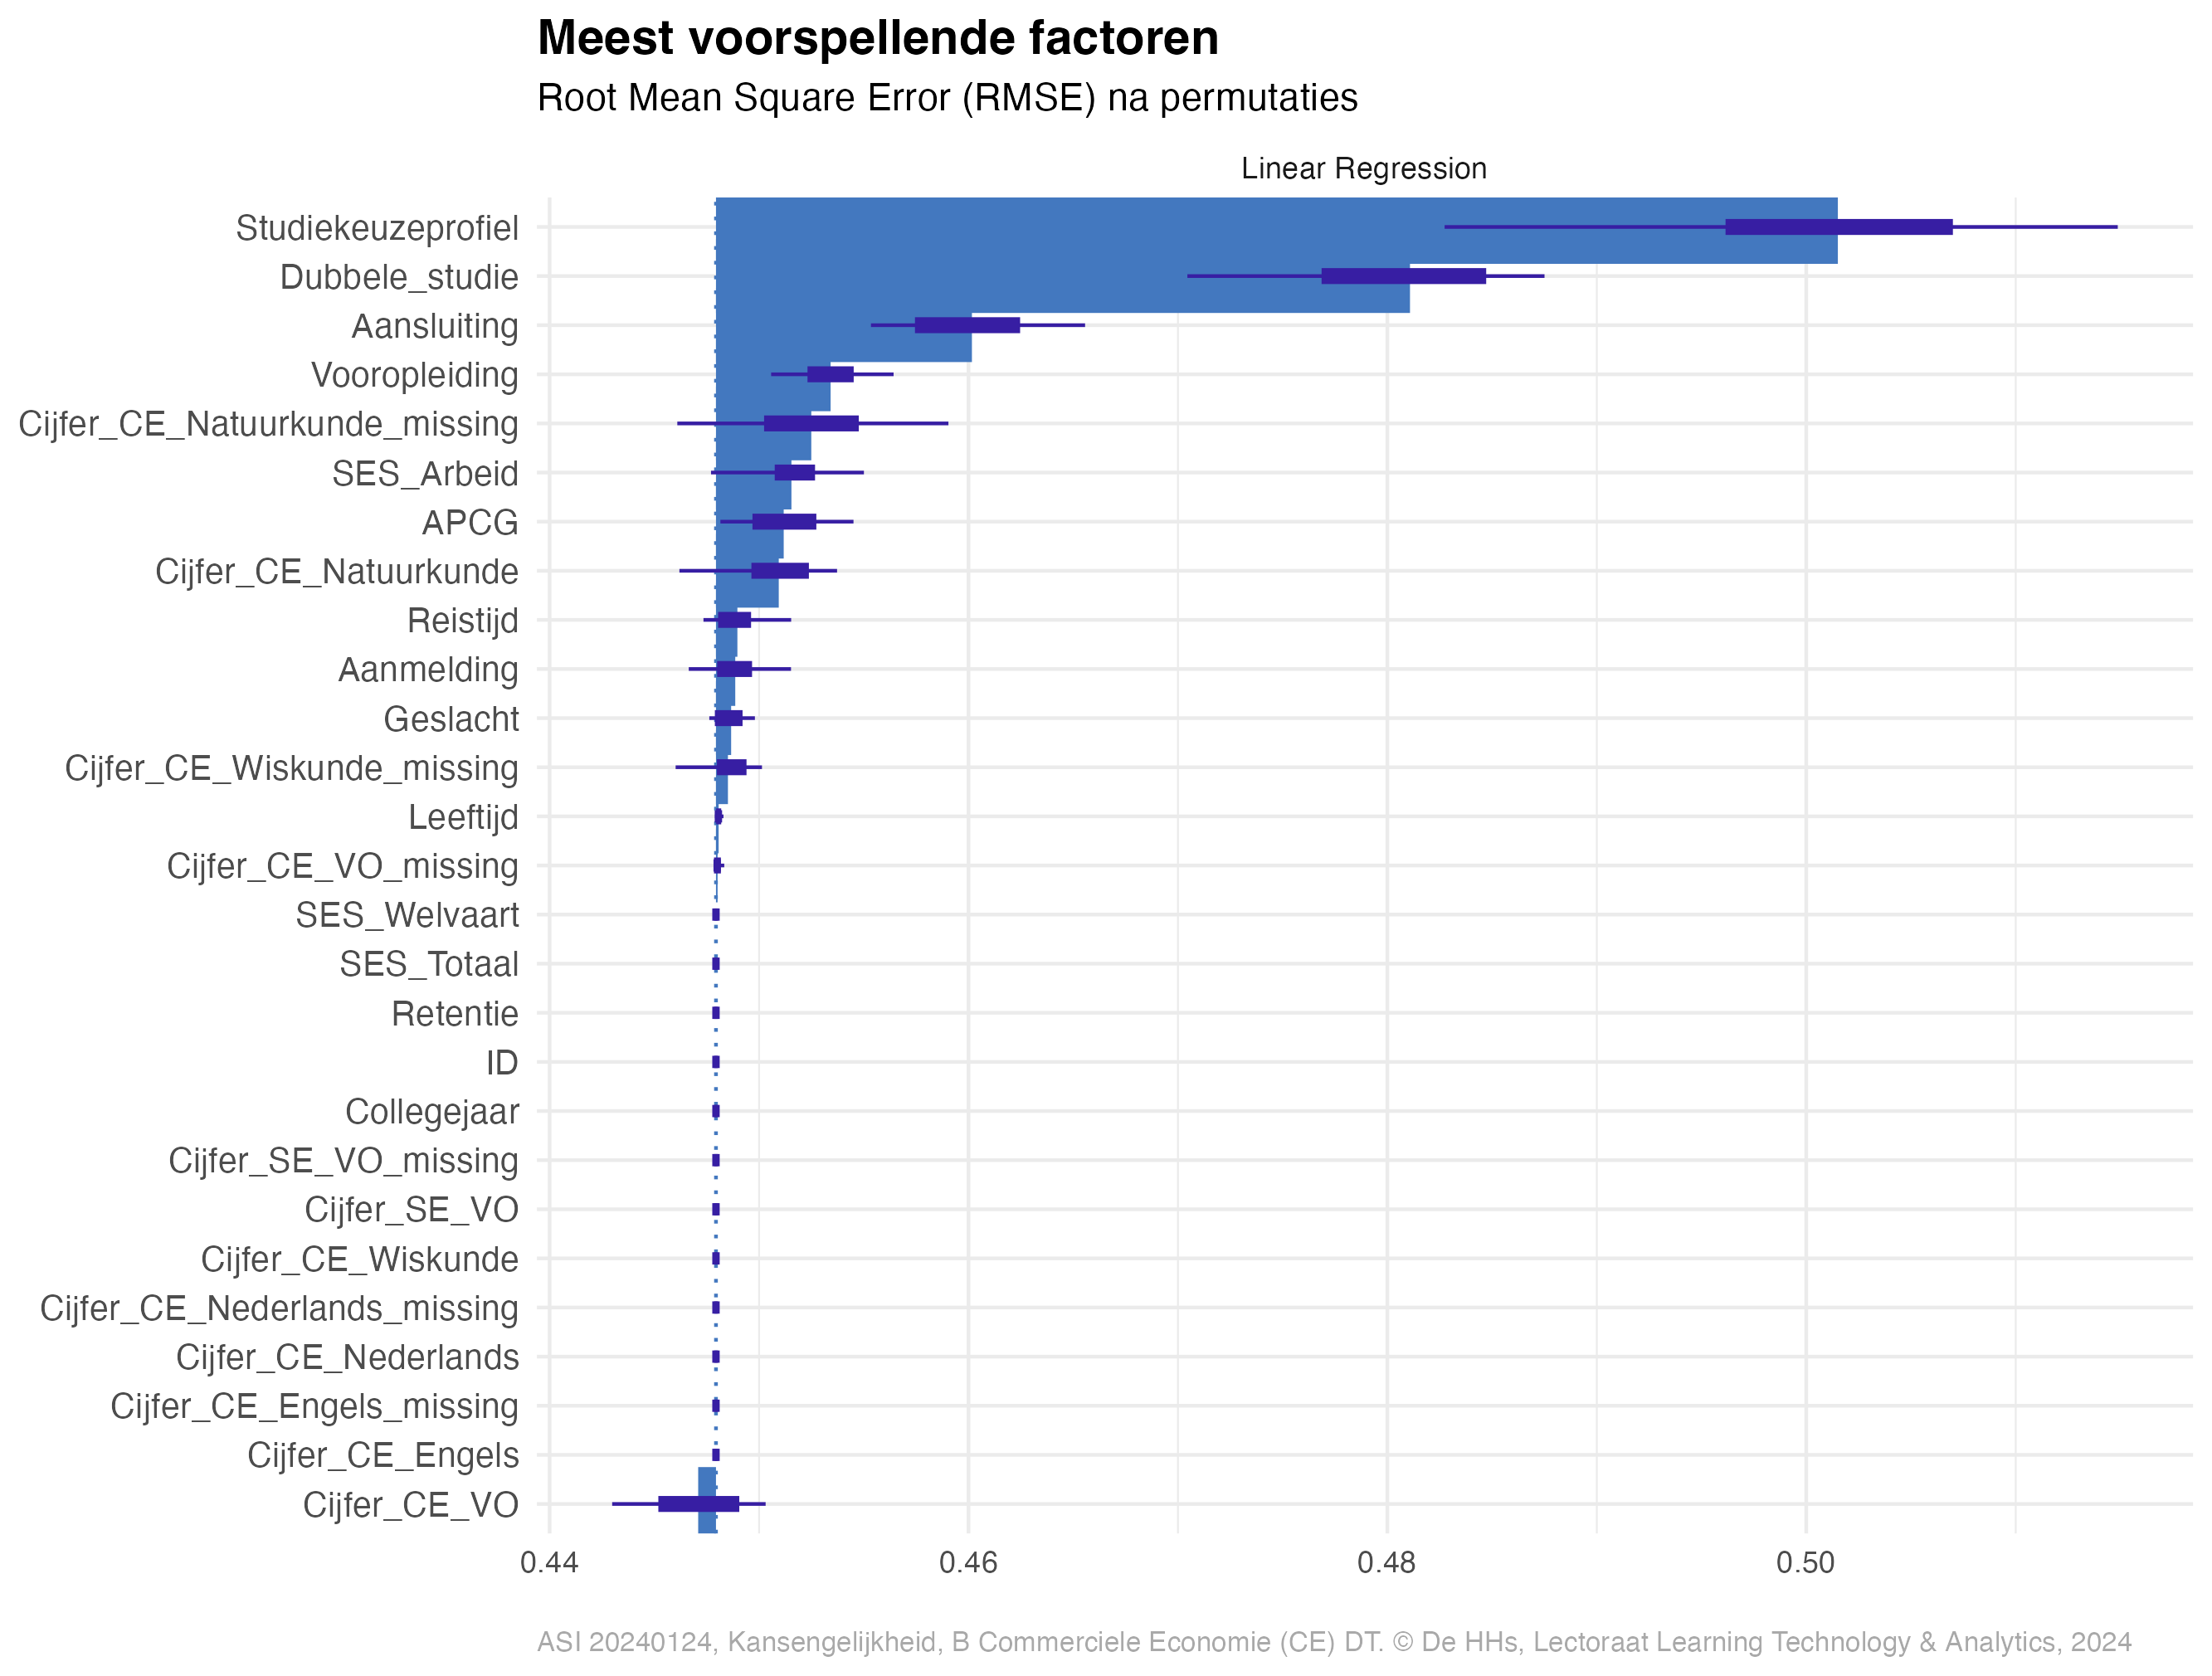 Meest voorspellende factoren
Root Mean Square Error (RMSE) na permutaties
Linear Regression
Studiekeuzeprofiel
Dubbele_studie
Aansluiting
Vooropleiding
Cijfer_CE_Natuurkunde_missing
SES_Arbeid
APCG
Cijfer_CE_Natuurkunde
Reistijd
Aanmelding
Geslacht
Cijfer_CE_Wiskunde_missing
Leeftijd
Cijfer_CE_VO_missing
SES_Welvaart
SES_Totaal
Retentie
ID
Collegejaar
Cijfer_SE_VO_missing
Cijfer_SE_VO
Cijfer_CE_Wiskunde
Cijfer_CE_Nederlands_missing
Cijfer_CE_Nederlands
Cijfer_CE_Engels_missing
Cijfer_CE_Engels
Cijfer_CE_VO
0.44 0.46 0.48 0.50
ASI 20240124, Kansengelijkheid, B Commerciele Economie (CE) DT. © De HHs, Lectoraat Learning Technology & Analytics, 2024